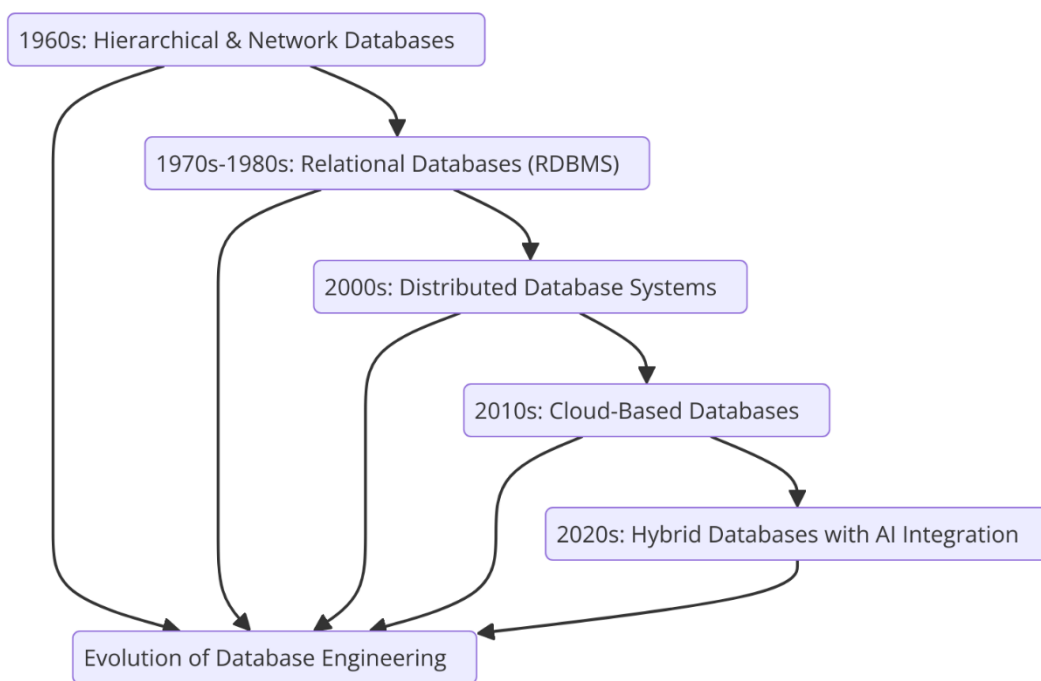 1960s: Hierarchical & Network Databases
1970s-1980s: Relational Databases (RDBMS)
2000s: Distributed Database Systems
2010s: Cloud-Based Databases
2020s: Hybrid Databases with AI Integration
Evolution of Database Engineering